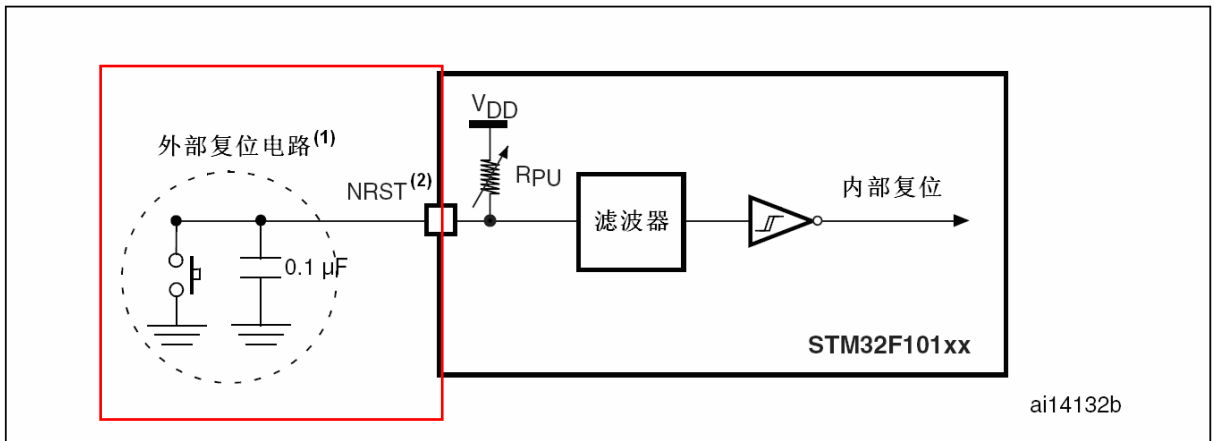 外部复位电路(1)
NRST(2)
VDD
RPU
0.1 µF
滤波器
内部复位
STM32F101xx
ai14132b